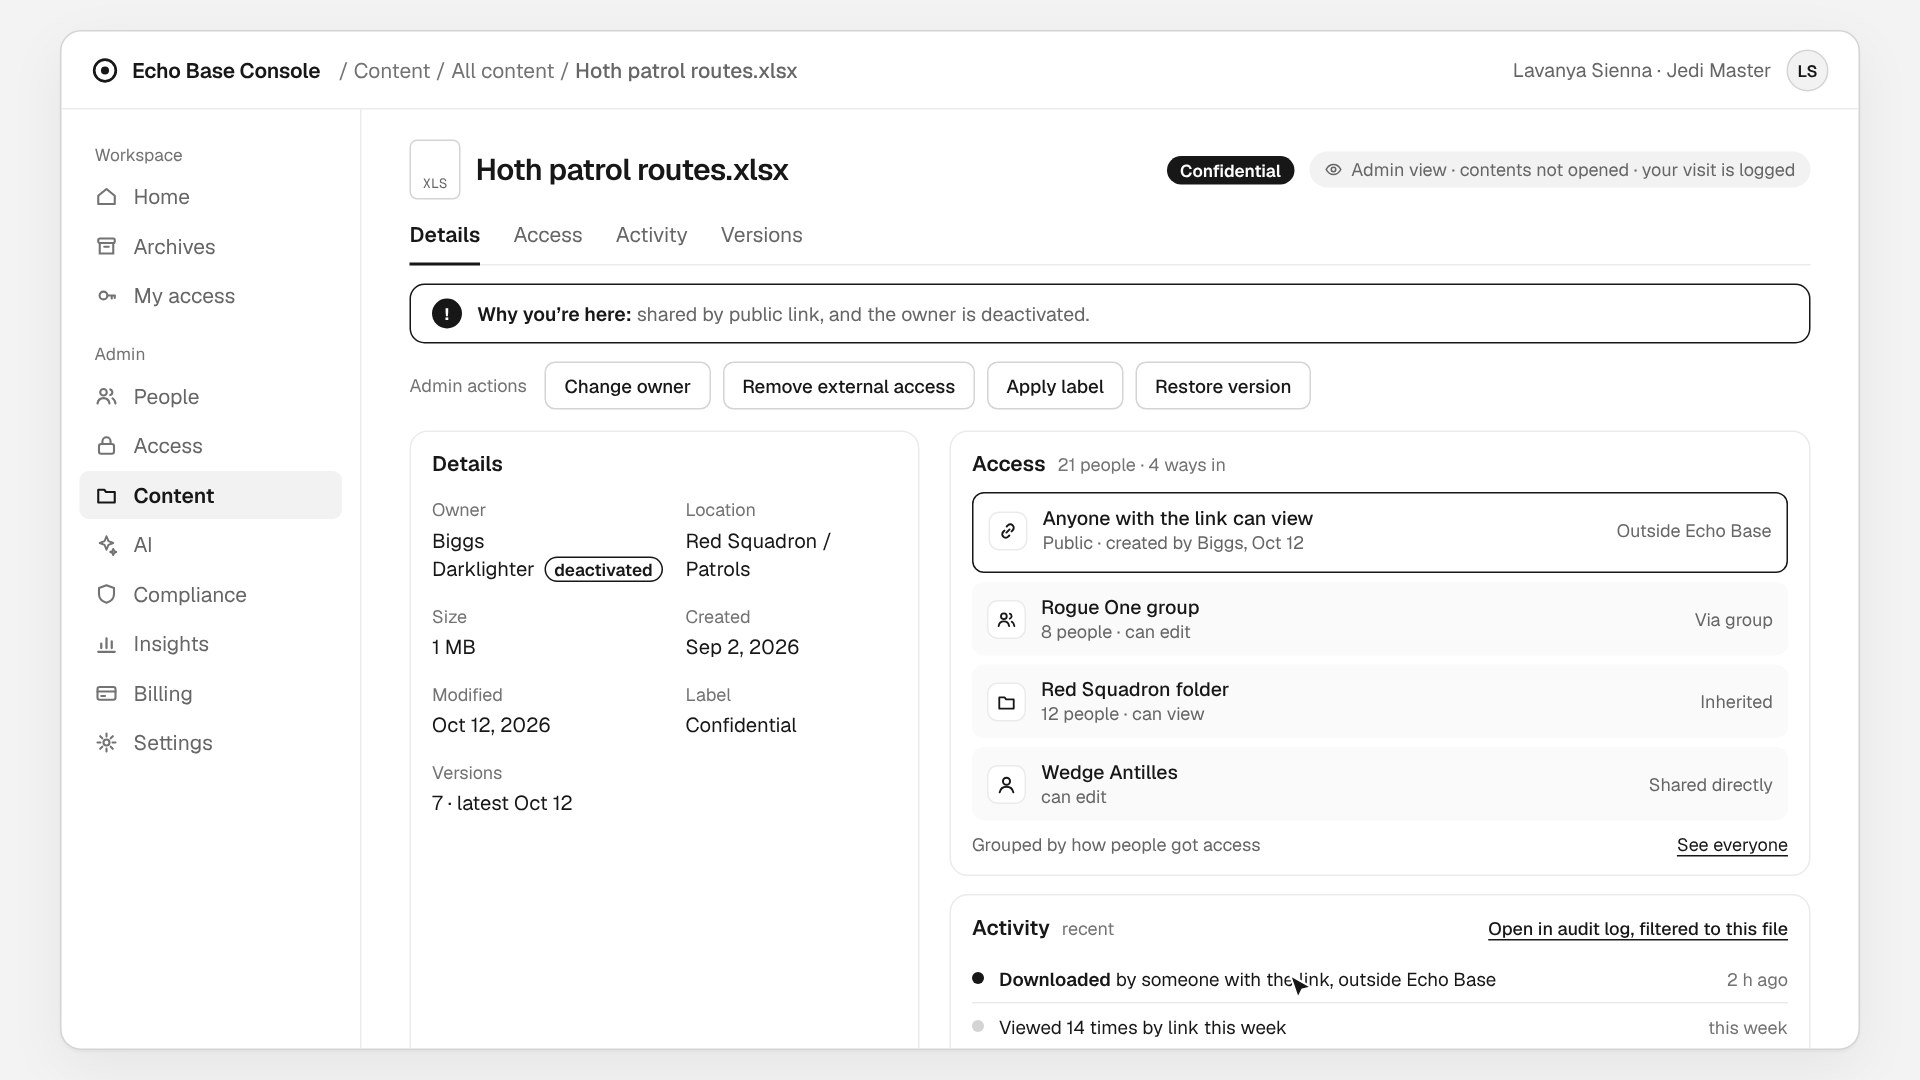 Echo Base Console / Content / All content / Hoth patrol routes.xlsx
Lavanya Sienna · Jedi Master LS
Workspace
Home
Archives
My access
Admin
People
Access
Content
AI
Compliance
Insights
Billing
Settings
XLS
Hoth patrol routes.xlsx
Confidential
Admin view · contents not opened · your visit is logged
Details Access Activity Versions
! Why you’re here: shared by public link, and the owner is deactivated.
Admin actions Change owner Remove external access Apply label Restore version
Details
Owner
Biggs
Darklighter deactivated
Location
Red Squadron /
Patrols
Size
1 MB
Created
Sep 2, 2026
Modified
Oct 12, 2026
Label
Confidential
Versions
7 · latest Oct 12
Access 21 people · 4 ways in
Anyone with the link can view
Public · created by Biggs, Oct 12
Outside Echo Base
Rogue One group
8 people · can edit
Via group
Red Squadron folder
12 people · can view
Inherited
Wedge Antilles
can edit
Shared directly
Grouped by how people got access
See everyone
Activity recent
Open in audit log, filtered to this file
Downloaded by someone with the link, outside Echo Base
2 h ago
Viewed 14 times by link this week
this week